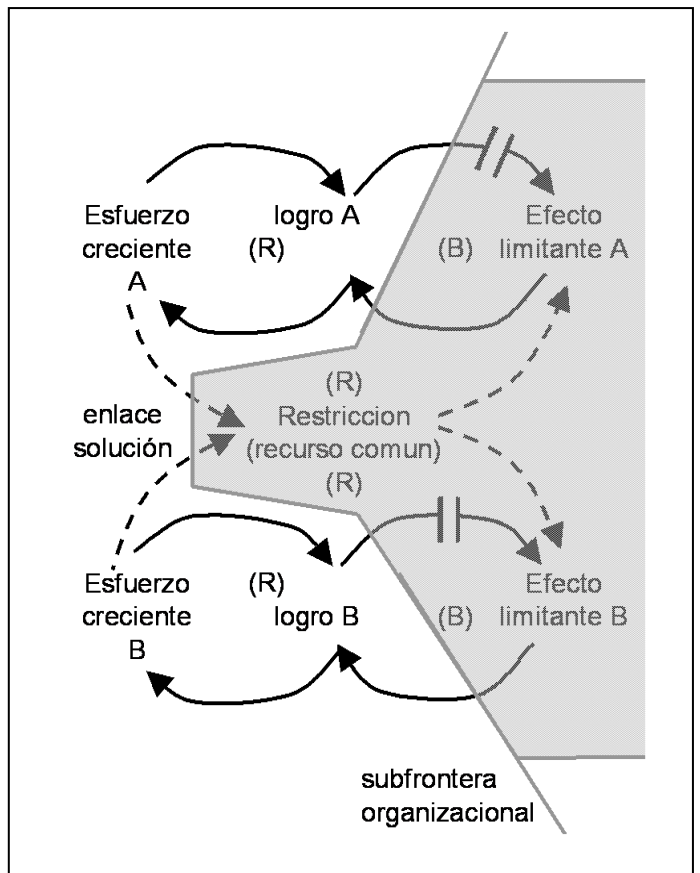 Esfuerzo
creciente
A
logro A
(R)
(B)
Efecto
limitante A
enlace
solución
(R)
Restriccion
(recurso comun)
(R)
Esfuerzo
creciente
B
(R)
logro B
(B)
Efecto
limitante B
subfrontera
organizacional